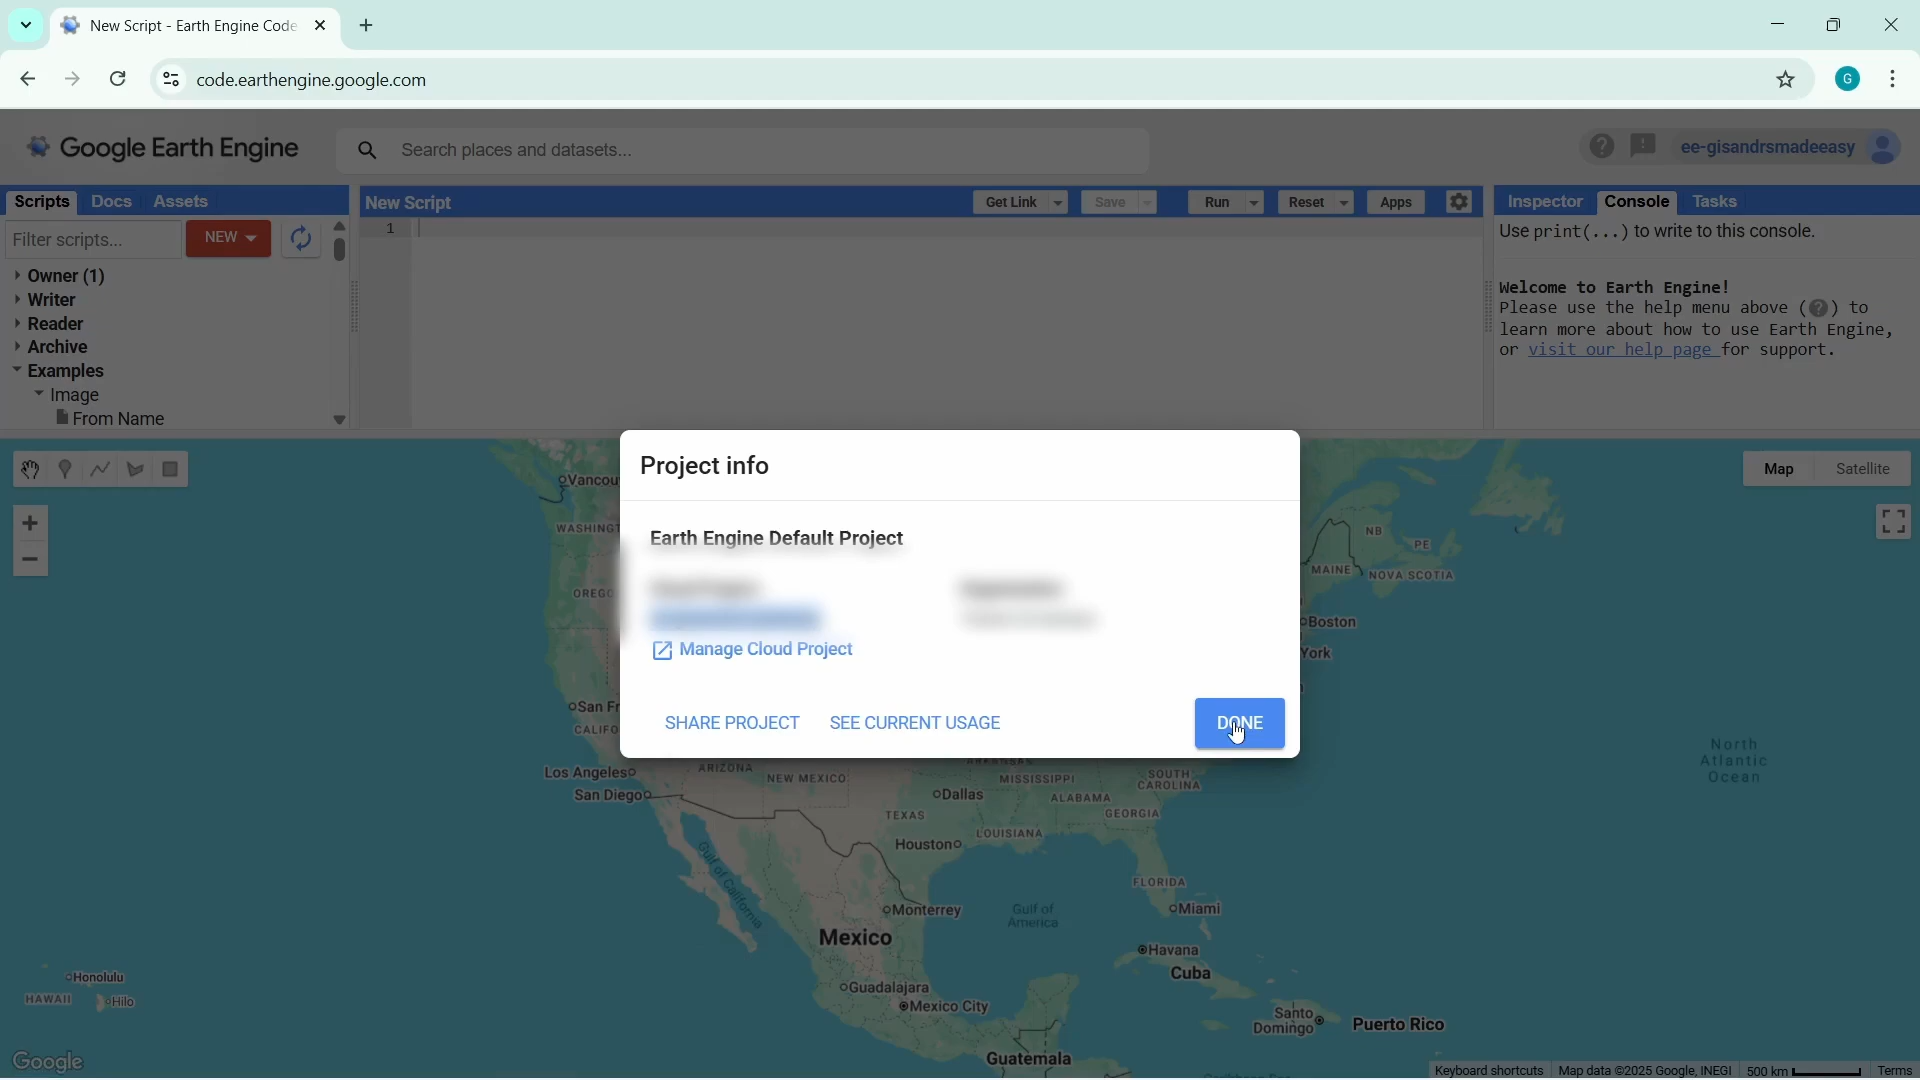 New Script - Earth Engine Code
code.earthengine.google.com
G
Google Earth Engine
Search places and datasets...
ee-gisandrsmadeeasy
Scripts Docs Assets
New Script
Get Link Save Run Reset Apps
Inspector Console Tasks
Filter scripts...
NEW
1
Use print(...) to write to this console.
Owner (1)
Writer
Reader
Archive
Examples
Image
From Name
Welcome to Earth Engine!
Please use the help menu above (?) to
learn more about how to use Earth Engine,
or visit our help page for support.
Project info
Earth Engine Default Project
Manage Cloud Project
SHARE PROJECT SEE CURRENT USAGE DONE
Map Satellite
Vancou
WASHINGT
OREGO
San Fr
CALIFO
Los Angeles
San Diego
ARIZONA
NEW MEXICO
ARKANSAS
MISSISSIPPI
SOUTH
CAROLINA
Dallas
ALABAMA
TEXAS
GEORGIA
LOUISIANA
Houston
FLORIDA
NB
PE
MAINE
NOVA SCOTIA
Boston
York
North
Atlantic
Ocean
Gulf of
California
Monterrey
Gulf of
America
Miami
Mexico
Havana
Cuba
Honolulu
HAWAII
Hilo
Guadalajara
Mexico City
Santo
Domingo
Puerto Rico
Guatemala
Caribbean Sea
Google
Keyboard shortcuts Map data ©2025 Google, INEGI 500 km Terms